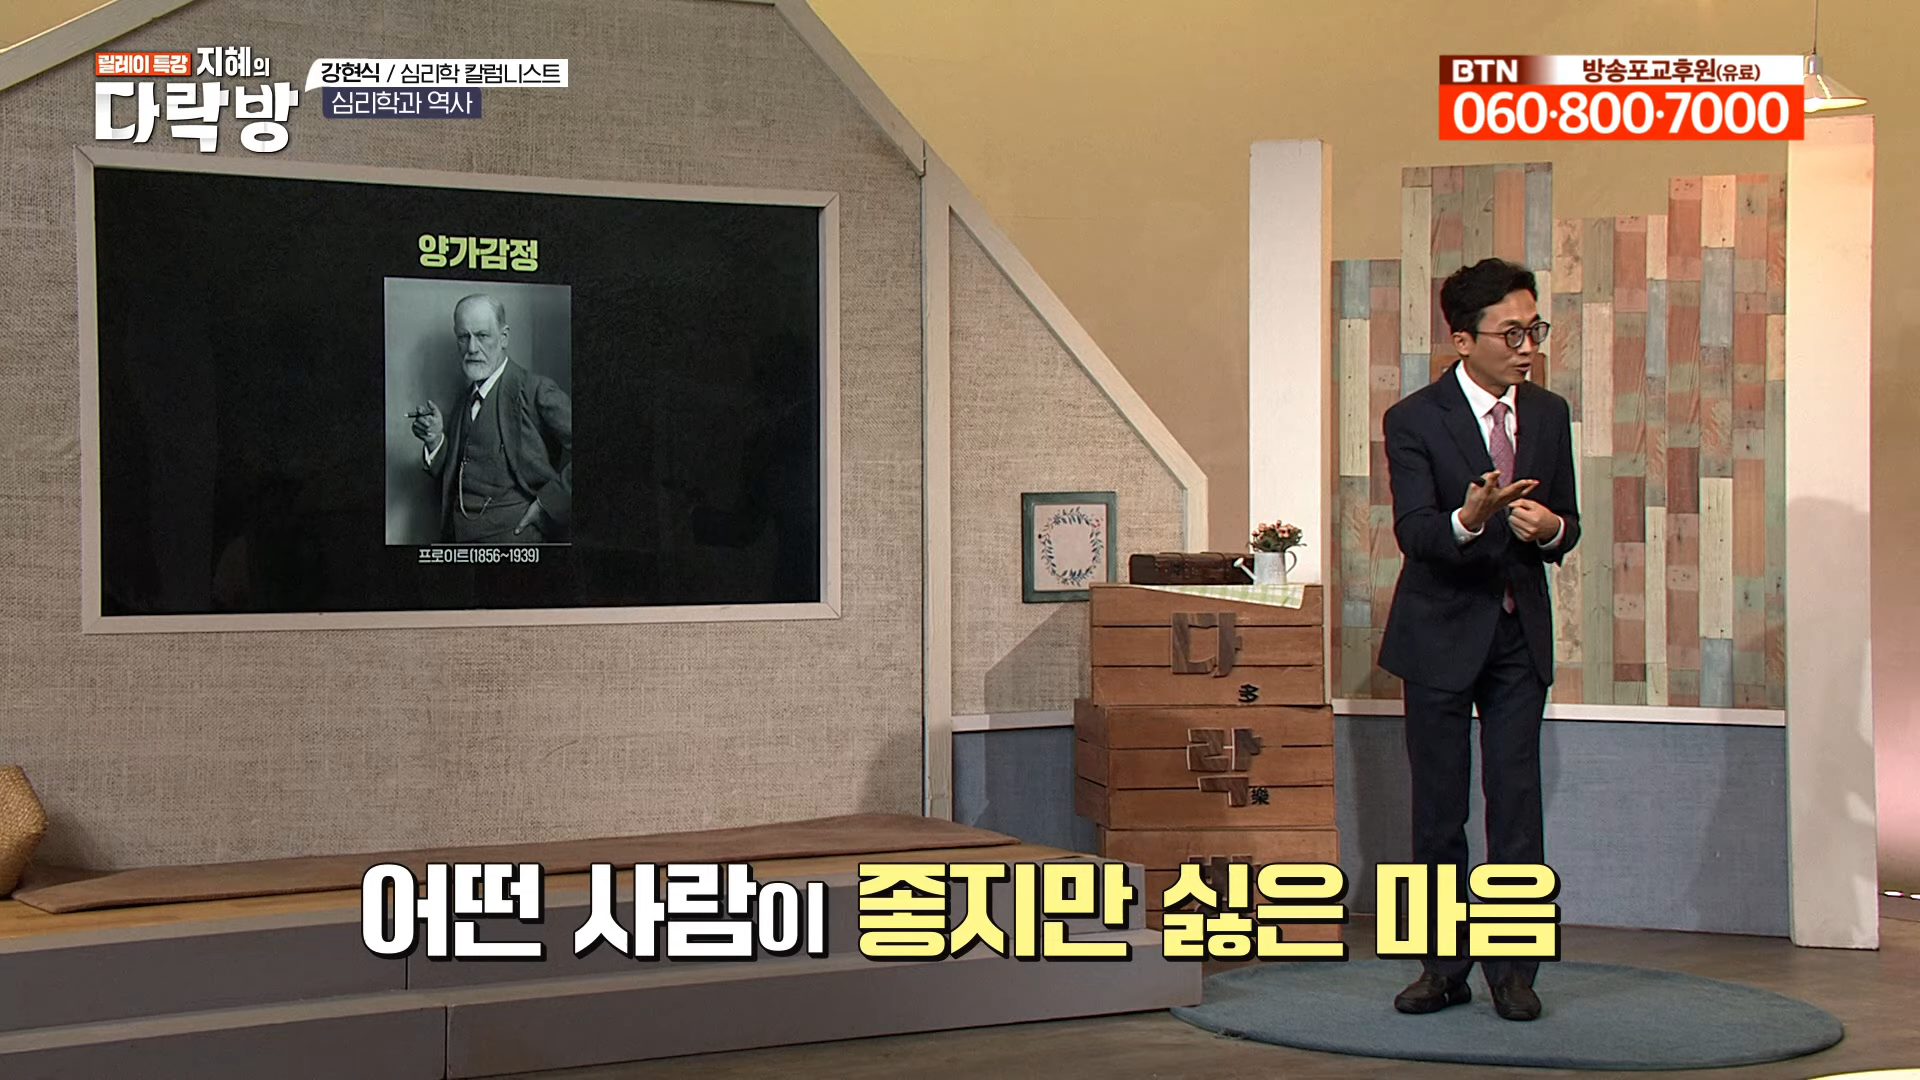 릴레이 특강 지혜의
다락방
강현식 / 심리학 칼럼니스트
심리학과 역사
BTN 방송포교후원(유료)
060·800·7000
양가감정
프로이트(1856~1939)
다
多
락
樂
어떤 사람이 좋지만 싫은 마음